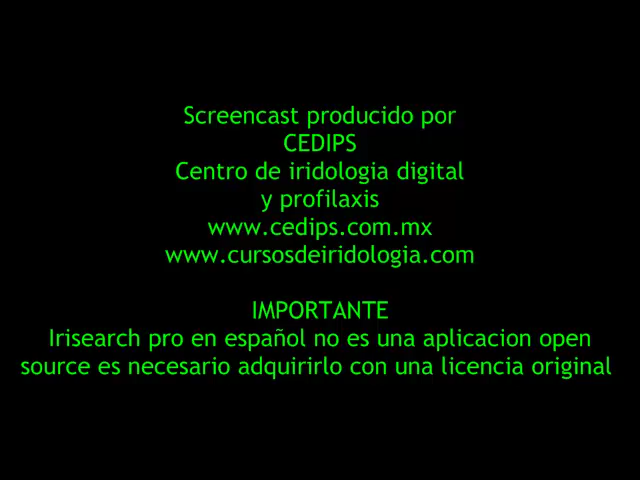 Screencast producido por
CEDIPS
Centro de iridologia digital
y profilaxis
www.cedips.com.mx
www.cursosdeiridologia.com
IMPORTANTE
Irisearch pro en español no es una aplicacion open
source es necesario adquirirlo con una licencia original